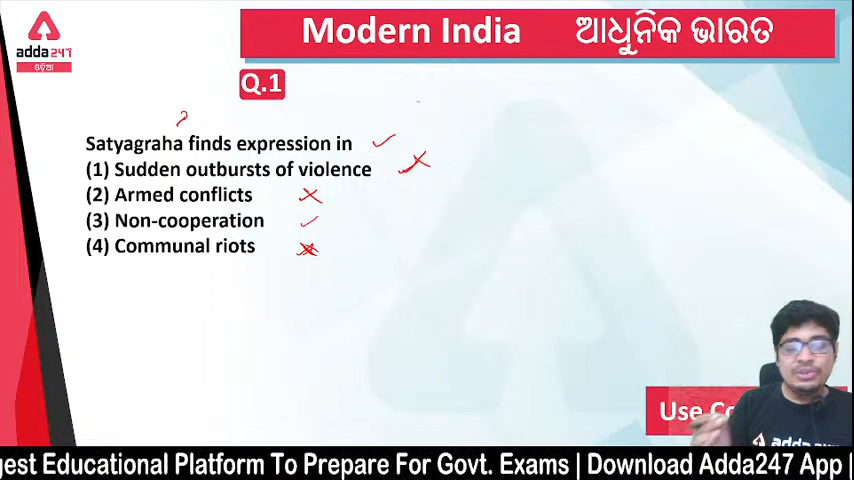 Modern India ଆଧୁନିକ ଭାରତ
adda247
ଓଡ଼ିଆ
Q.1
Satyagraha finds expression in
(1) Sudden outbursts of violence
(2) Armed conflicts
(3) Non-cooperation
(4) Communal riots
Use
adda247
gest Educational Platform To Prepare For Govt. Exams | Download Adda247 App |